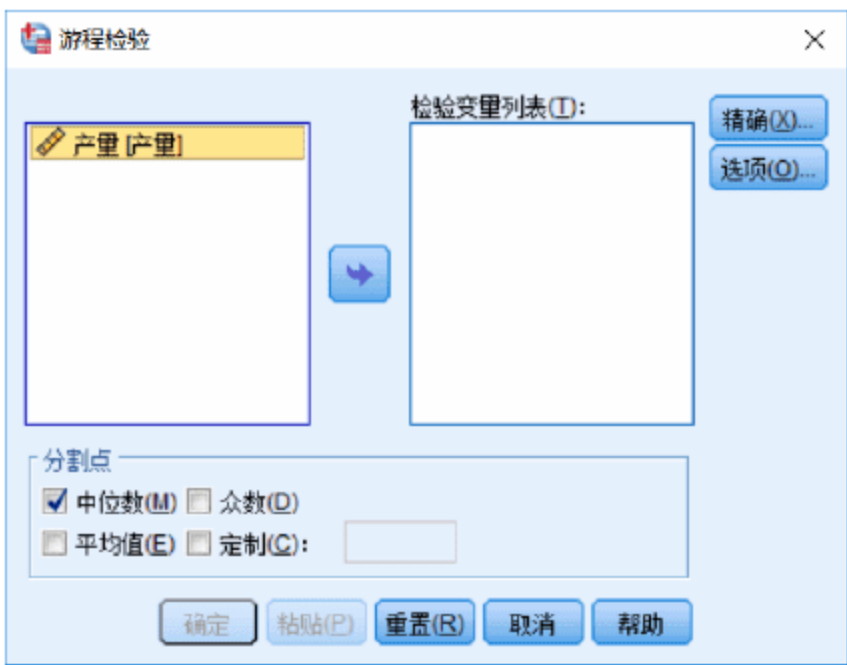 游程检验
检验变量列表(T):
产量 [产量]
精确(X)...
选项(O)...
分割点
中位数(M) 众数(D)
平均值(E) 定制(C):
确定 粘贴(P) 重置(R) 取消 帮助